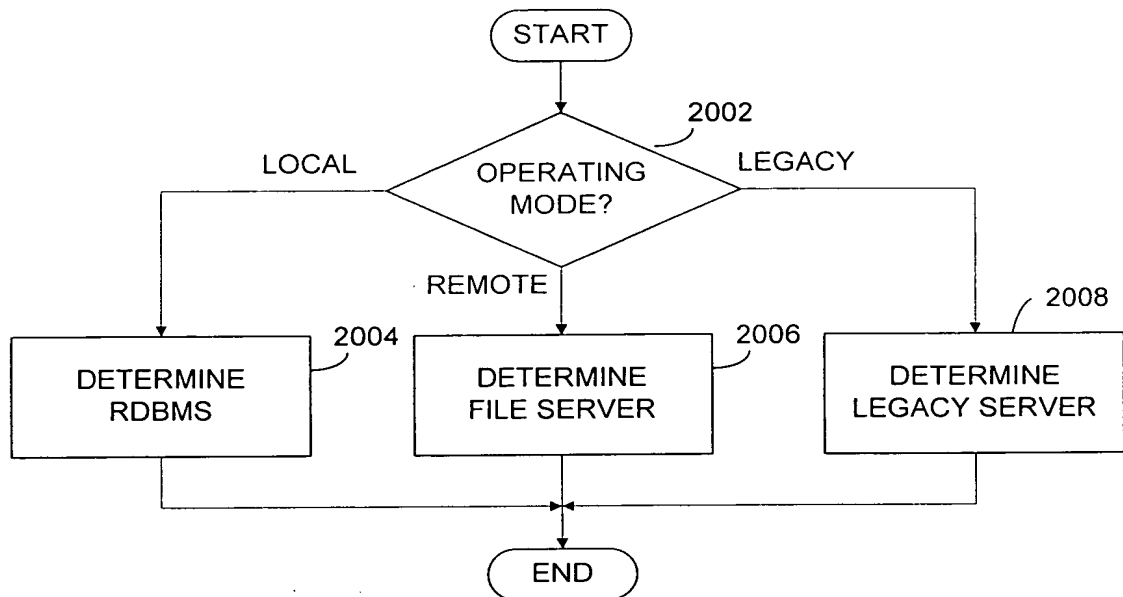 START
2002
LOCAL
OPERATING
MODE?
LEGACY
REMOTE
2004
DETERMINE
RDBMS
2006
DETERMINE
FILE SERVER
2008
DETERMINE
LEGACY SERVER
END